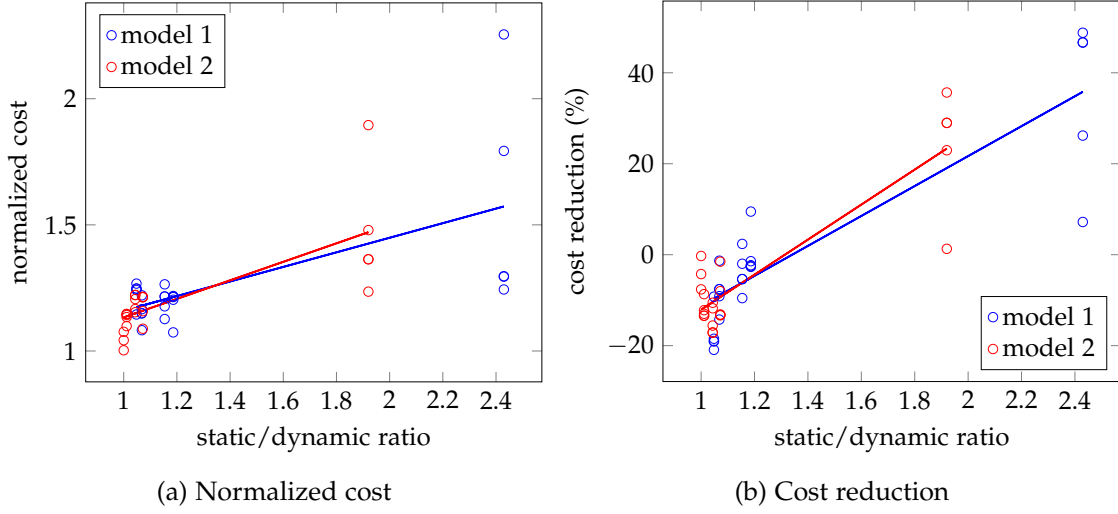 model 1
model 2
normalized cost
2
1.5
1
1 1.2 1.4 1.6 1.8 2 2.2 2.4
static/dynamic ratio
(a) Normalized cost
cost reduction (%)
40
20
0
−20
model 1
model 2
1 1.2 1.4 1.6 1.8 2 2.2 2.4
static/dynamic ratio
(b) Cost reduction